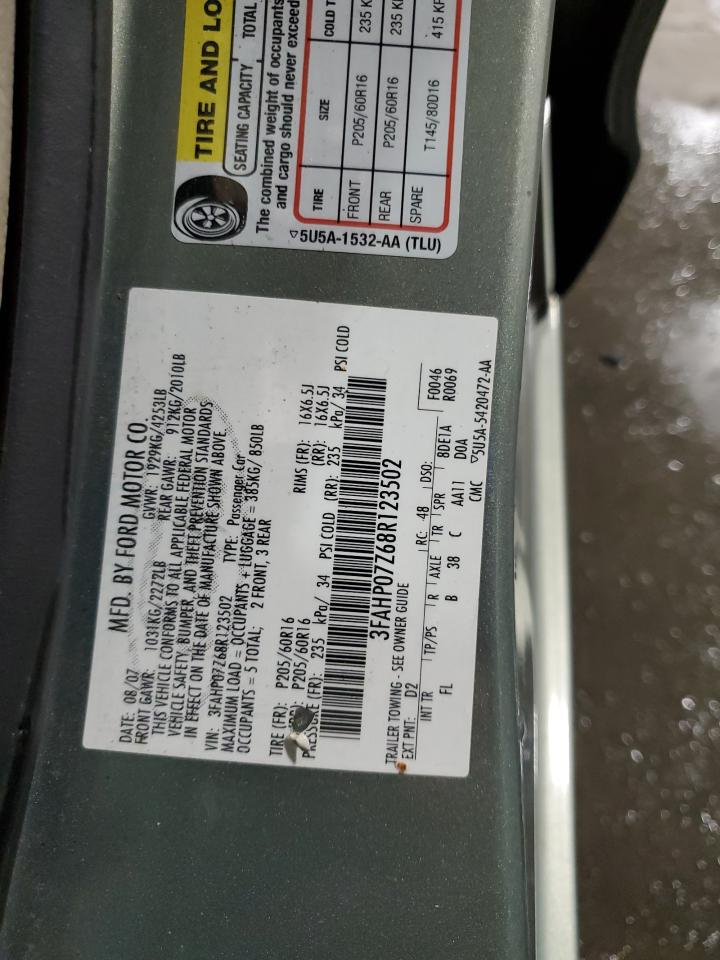 MFD. BY FORD MOTOR CO
DATE: 08/07 GVWR: 1929KG/4253LB
FRONT GAWR: 1031KG/2272LB REAR GAWR: 912KG/2010LB
THIS VEHICLE CONFORMS TO ALL APPLICABLE FEDERAL MOTOR
VEHICLE SAFETY, BUMPER, AND THEFT PREVENTION STANDARDS
IN EFFECT ON THE DATE OF MANUFACTURE SHOWN ABOVE.
VIN: 3FAHP07Z68R123502 TYPE: Passenger Car
MAXIMUM LOAD = OCCUPANTS + LUGGAGE = 385KG/ 850LB
OCCUPANTS = 5 TOTAL; 2 FRONT, 3 REAR
TIRE (FR): P205/60R16 RIMS (FR): 16X6.5J
P205/60R16 (RR): 16X6.5J
(FR): 235 kPa/ 34 PSI COLD (RR): 235 kPa/ 34 PSI COLD
3FAHP07Z68R123502
TRAILER TOWING - SEE OWNER GUIDE
EXT PNT: D2 RC: 48 DSO: F0046
INT TR TP/PS R AXLE TR SPR 8DE1A R0069
FL B 38 C AA11 D0A
CMC ▽5U5A-5420472-AA
TIRE AND LO
SEATING CAPACITY TOTAL
The combined weight of occupants
and cargo should never exceed
TIRE SIZE COLD T
FRONT P205/60R16 235 K
REAR P205/60R16 235 K
SPARE T145/80D16 415 KP
▽5U5A-1532-AA (TLU)